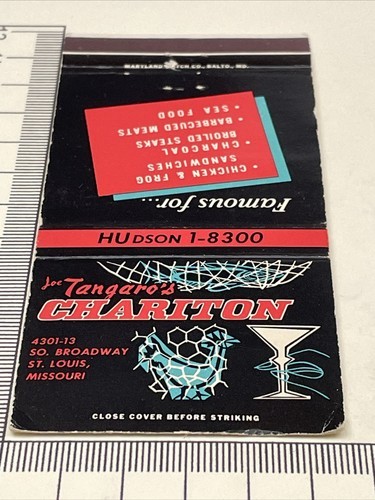 MARYLAND MATCH CO., BALTO., MD.
Famous for...
• CHICKEN & FROG
SANDWICHES
• CHARCOAL
BROILED STEAKS
• BARBECUED MEATS
• SEA FOOD
HUDSON 1-8300
Joe
Tangaro's
CHARITON
4301-13
SO. BROADWAY
ST. LOUIS,
MISSOURI
CLOSE COVER BEFORE STRIKING